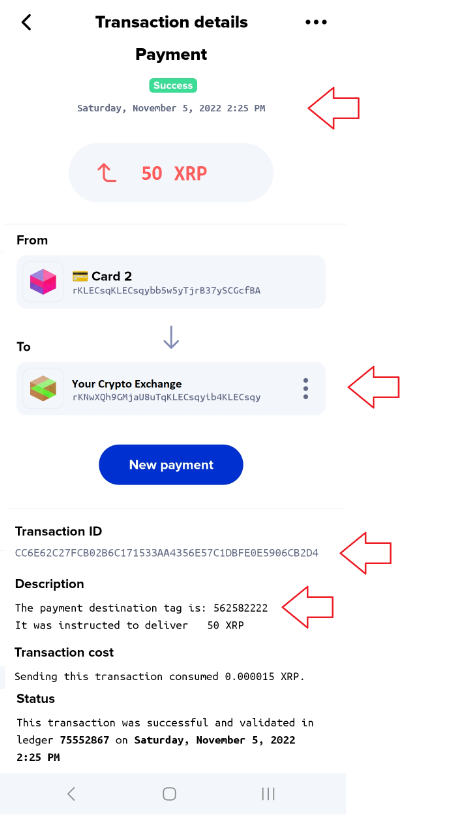 Transaction details
Payment
Success
Saturday, November 5, 2022 2:25 PM
50 XRP
From
Card 2
rKLECsqKLECsqybb5w5yTjrB37ySCGcfBA
To
Your Crypto Exchange
rKNwXQh9GMjaU8uTqKLECsqyib4KLECsqy
New payment
Transaction ID
CC6E62C27FCB02B6C171533AA4356E57C1DBFE0E5906CB2D4
Description
The payment destination tag is: 562582222
It was instructed to deliver 50 XRP
Transaction cost
Sending this transaction consumed 0.000015 XRP.
Status
This transaction was successful and validated in
ledger 75552867 on Saturday, November 5, 2022
2:25 PM